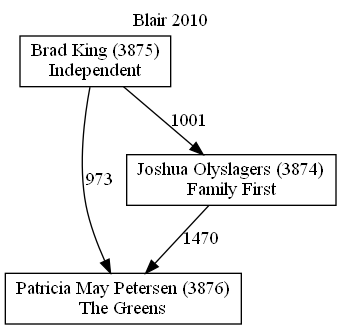 Blair 2010
Brad King (3875)
Independent
1001
Joshua Olyslagers (3874)
Family First
973
1470
Patricia May Petersen (3876)
The Greens